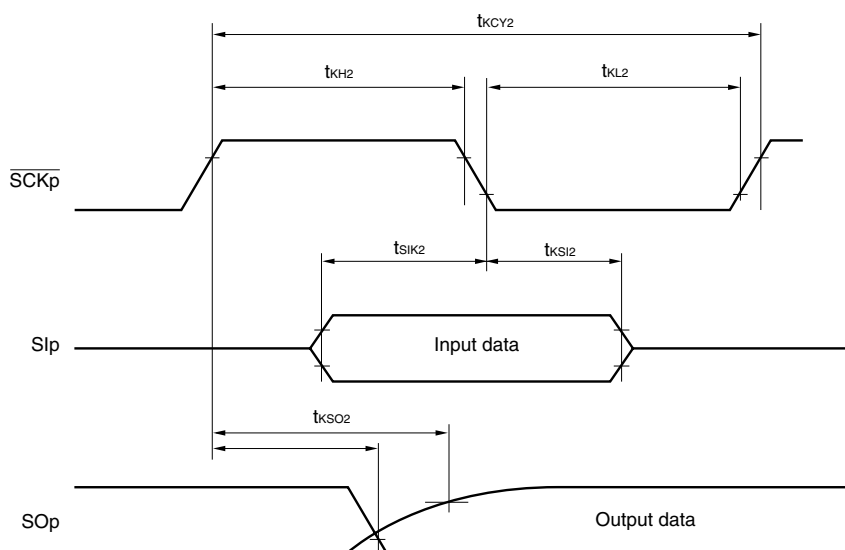 tKCY2
tKH2
tKL2
SCKp
tSIK2
tKSI2
SIp
Input data
tKSO2
SOp
Output data